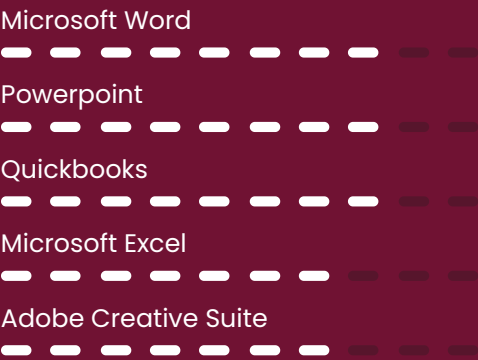 Microsoft Word
Powerpoint
Quickbooks
Microsoft Excel
Adobe Creative Suite